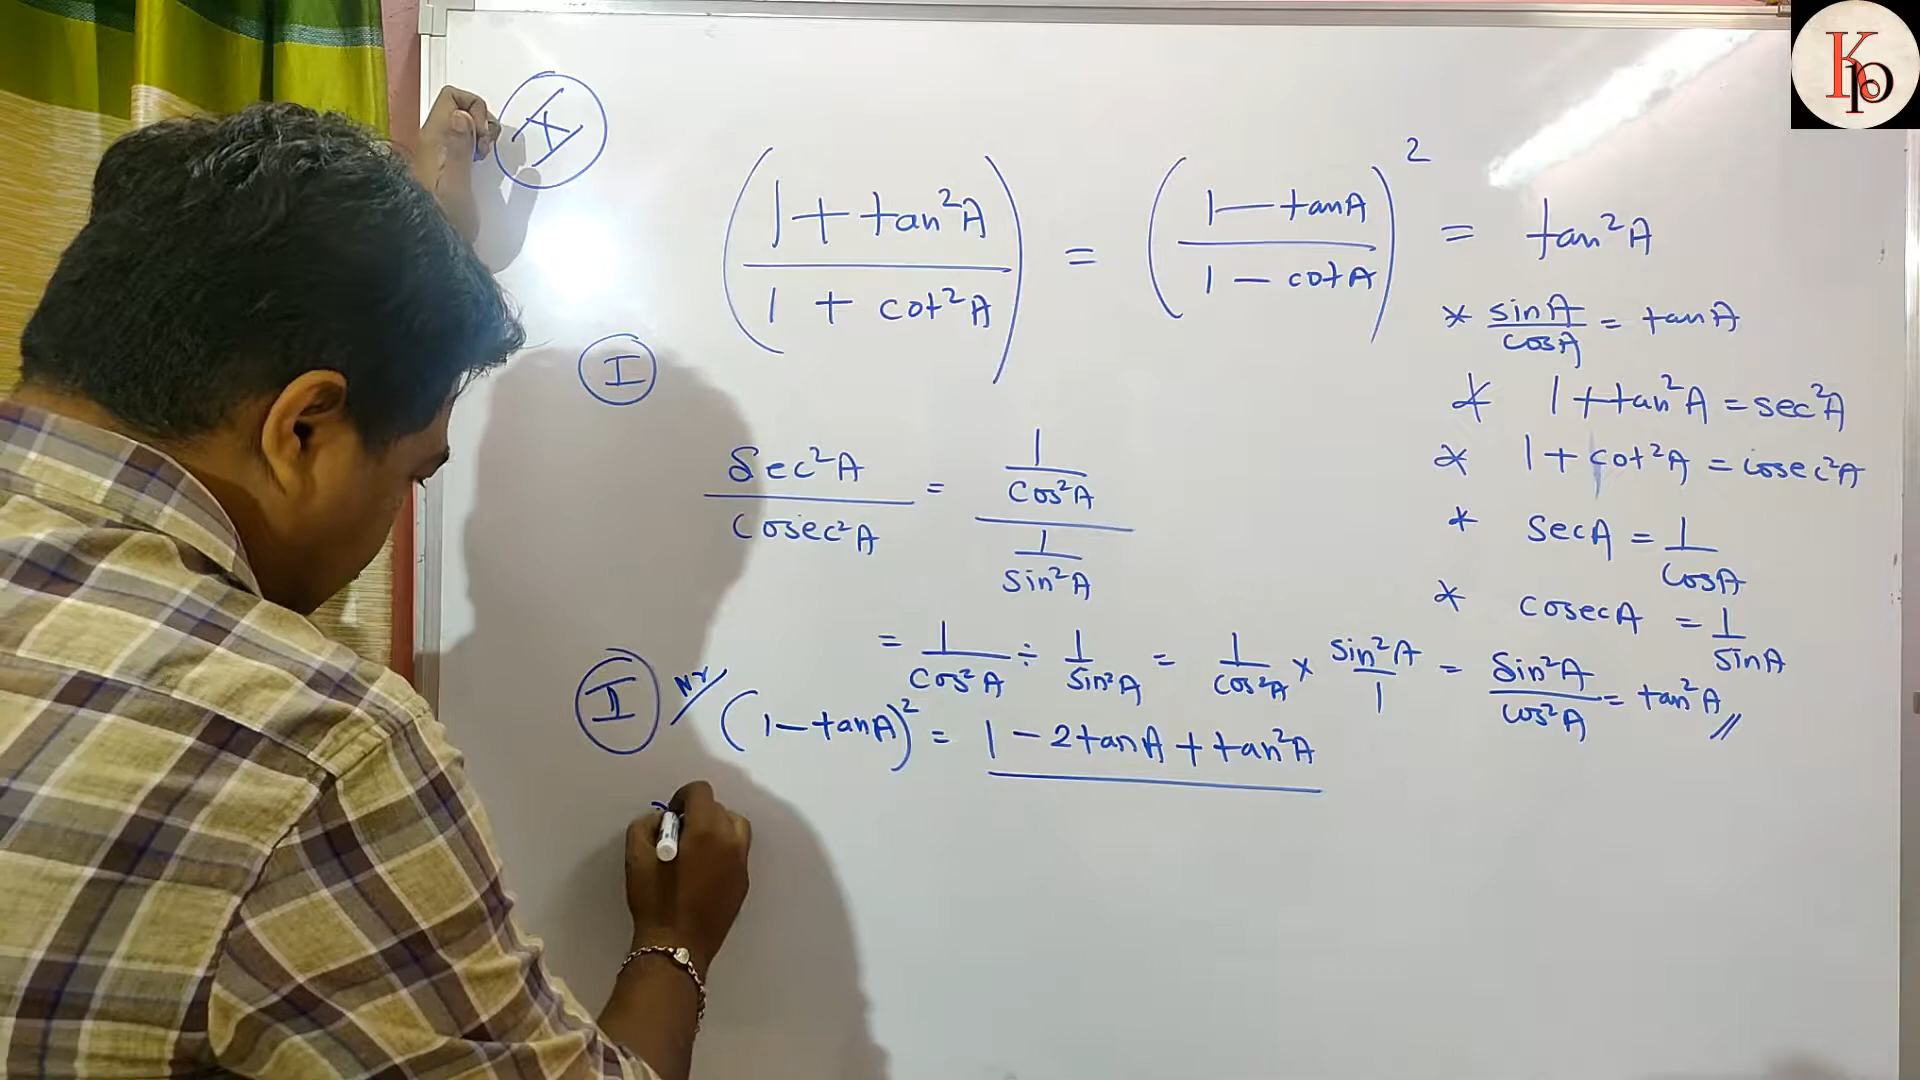 X
(1 + tan²A / 1 + cot²A) = (1 - tanA / 1 - cotA)² = tan²A
* sinA / cosA = tanA
* 1 + tan²A = sec²A
* 1 + cot²A = cosec²A
* secA = 1 / cosA
* cosecA = 1 / sinA
I
sec²A / cosec²A = 1/cos²A / 1/sin²A
= 1/cos²A ÷ 1/sin²A = 1/cos²A × sin²A/1 = sin²A/cos²A = tan²A //
II Nr/ (1 - tanA)² = 1 - 2tanA + tan²A
KP